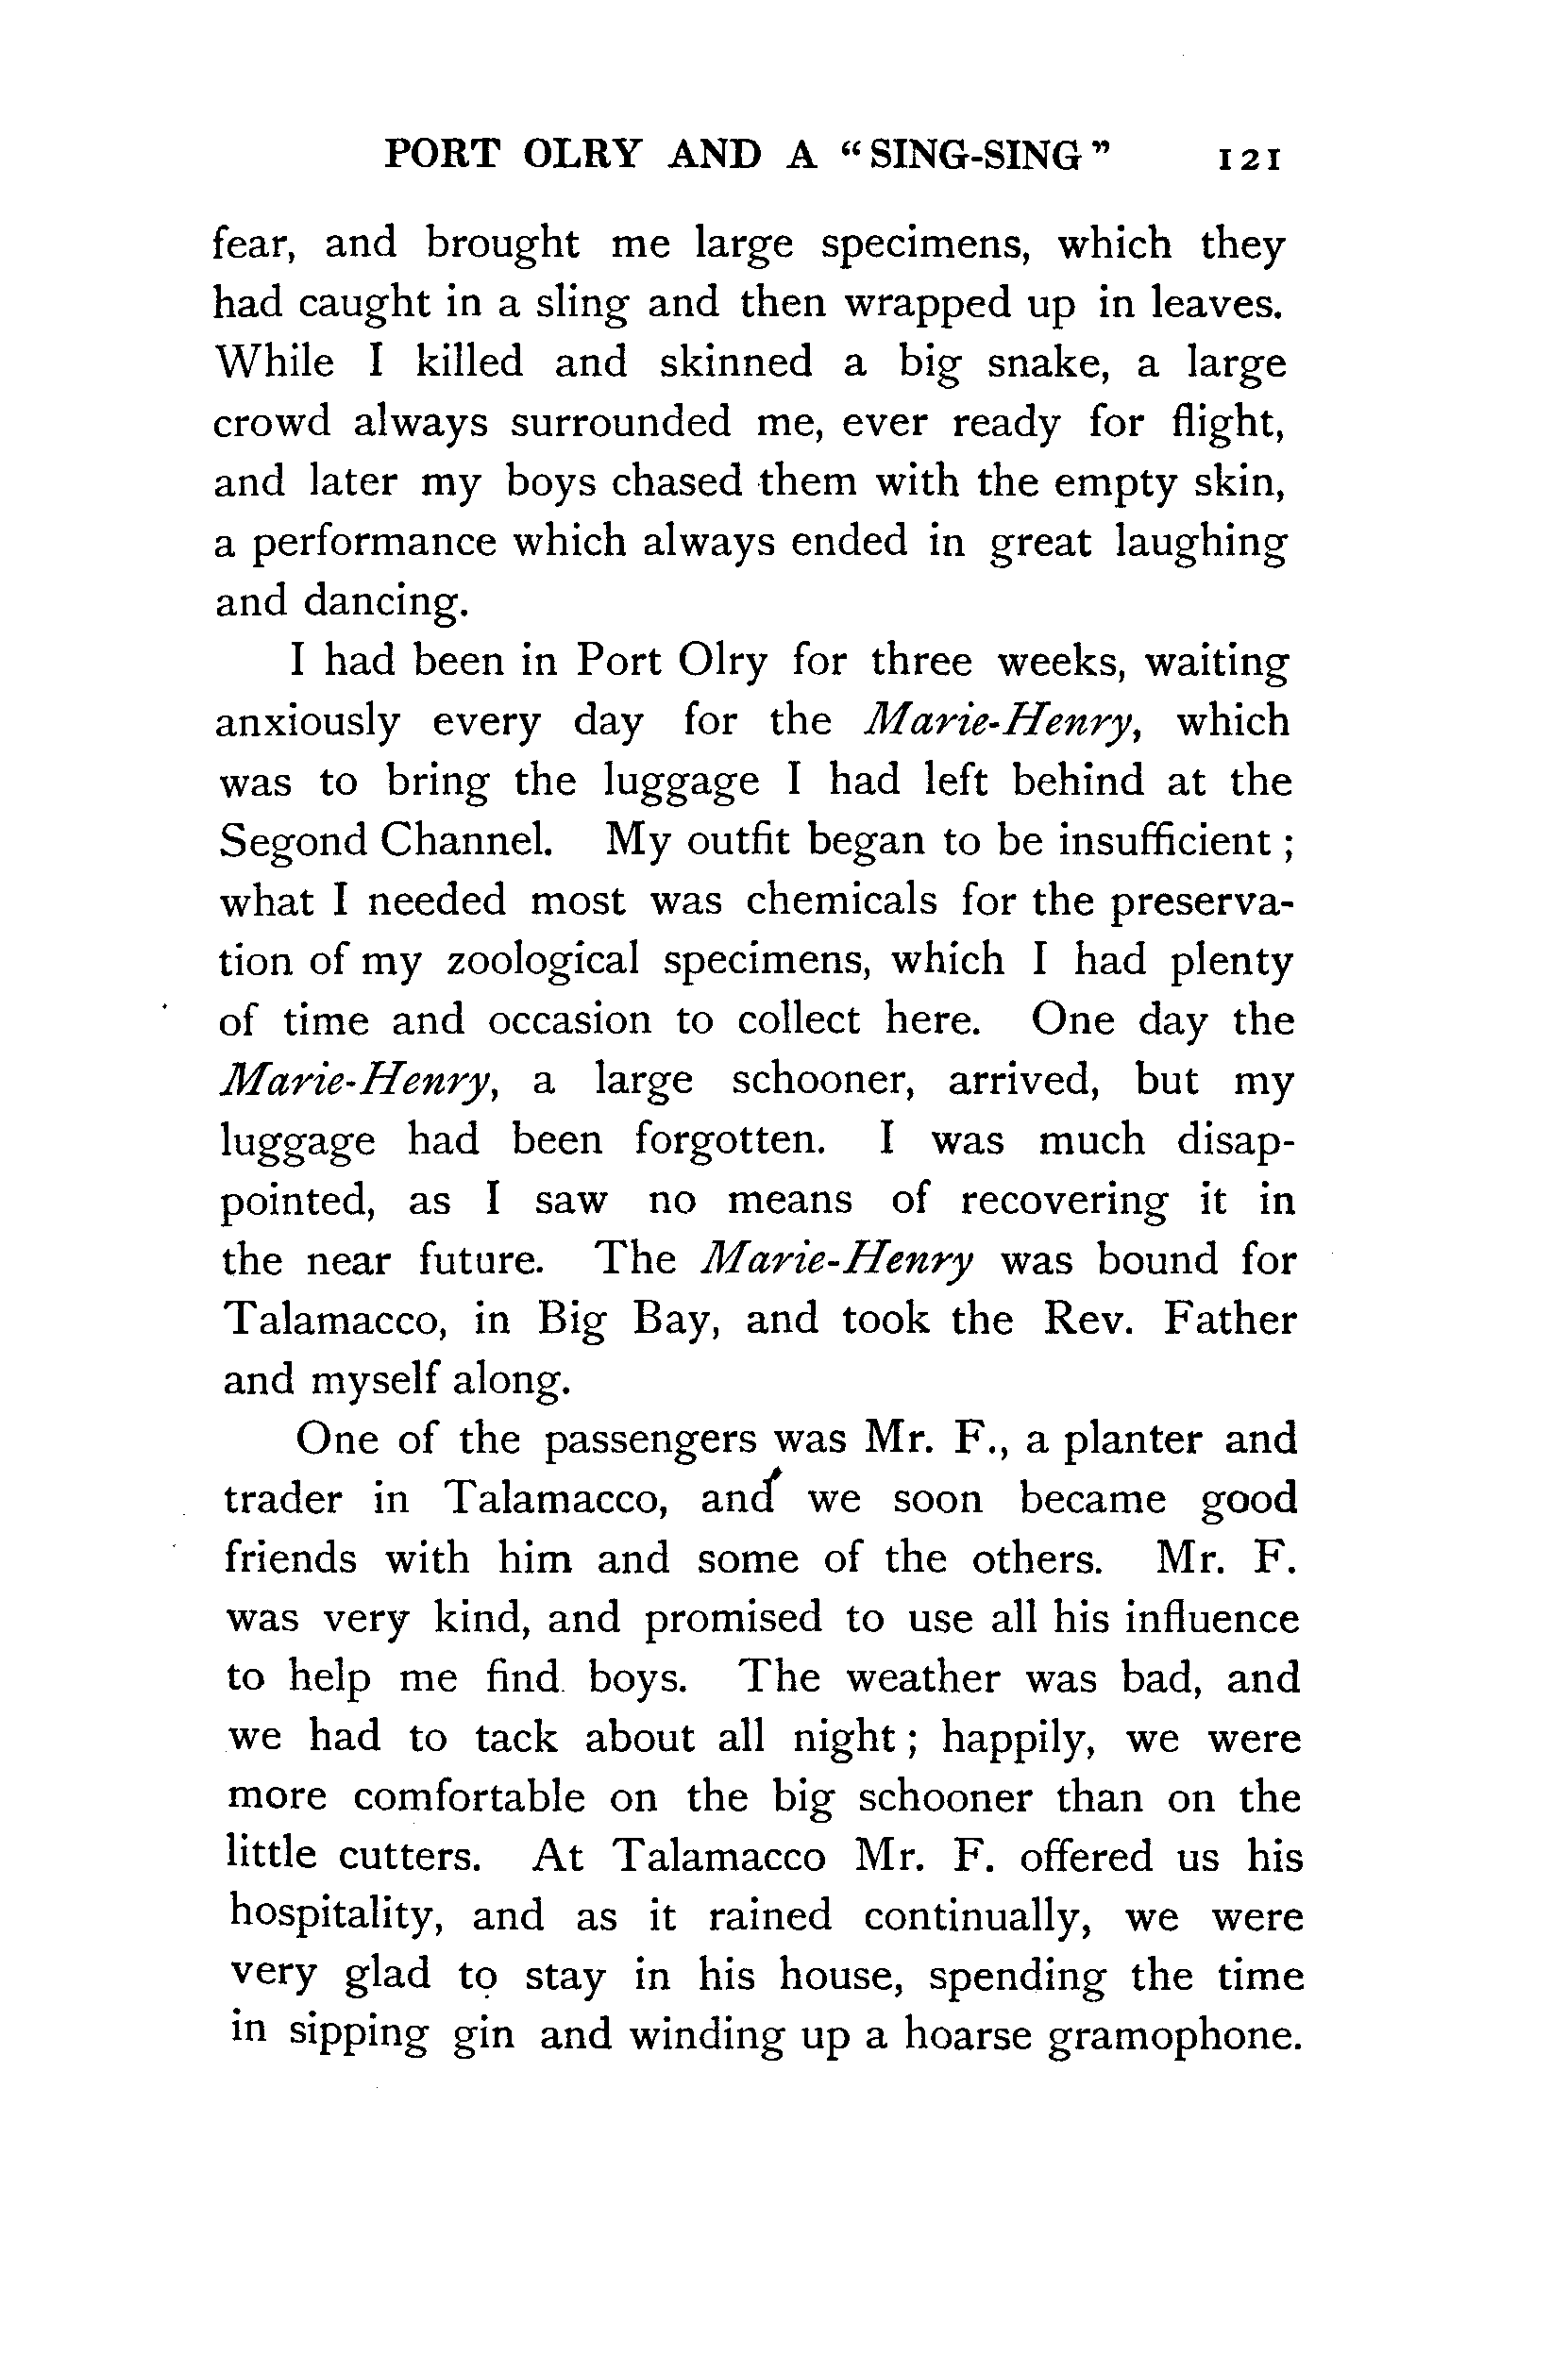 PORT OLRY AND A “SING-SING” 121
fear, and brought me large specimens, which they
had caught in a sling and then wrapped up in leaves.
While I killed and skinned a big snake, a large
crowd always surrounded me, ever ready for flight,
and later my boys chased them with the empty skin,
a performance which always ended in great laughing
and dancing.
I had been in Port Olry for three weeks, waiting
anxiously every day for the Marie-Henry, which
was to bring the luggage I had left behind at the
Segond Channel. My outfit began to be insufficient ;
what I needed most was chemicals for the preserva-
tion of my zoological specimens, which I had plenty
of time and occasion to collect here. One day the
Marie-Henry, a large schooner, arrived, but my
luggage had been forgotten. I was much disap-
pointed, as I saw no means of recovering it in
the near future. The Marie-Henry was bound for
Talamacco, in Big Bay, and took the Rev. Father
and myself along.
One of the passengers was Mr. F., a planter and
trader in Talamacco, and we soon became good
friends with him and some of the others. Mr. F.
was very kind, and promised to use all his influence
to help me find boys. The weather was bad, and
we had to tack about all night ; happily, we were
more comfortable on the big schooner than on the
little cutters. At Talamacco Mr. F. offered us his
hospitality, and as it rained continually, we were
very glad to stay in his house, spending the time
in sipping gin and winding up a hoarse gramophone.